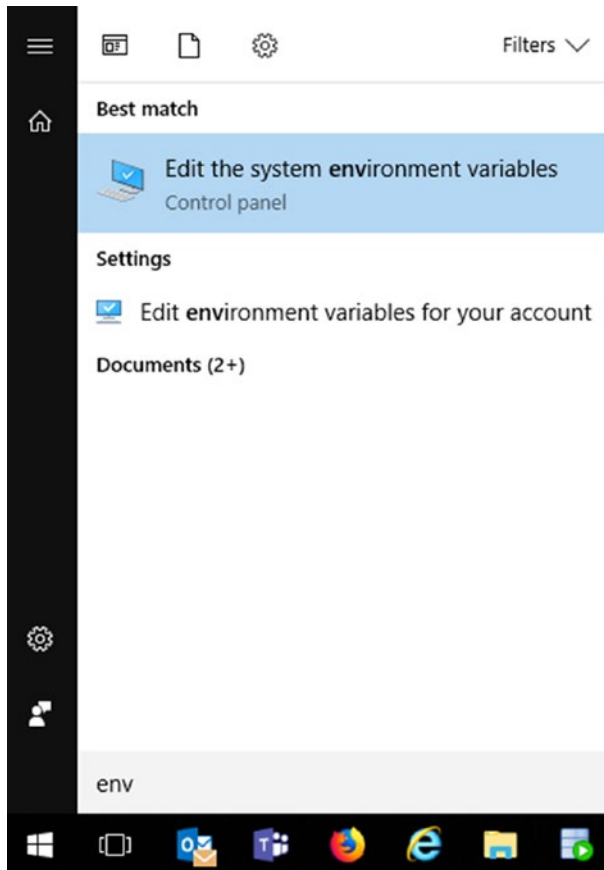 Filters
Best match
Edit the system environment variables
Control panel
Settings
Edit environment variables for your account
Documents (2+)
env